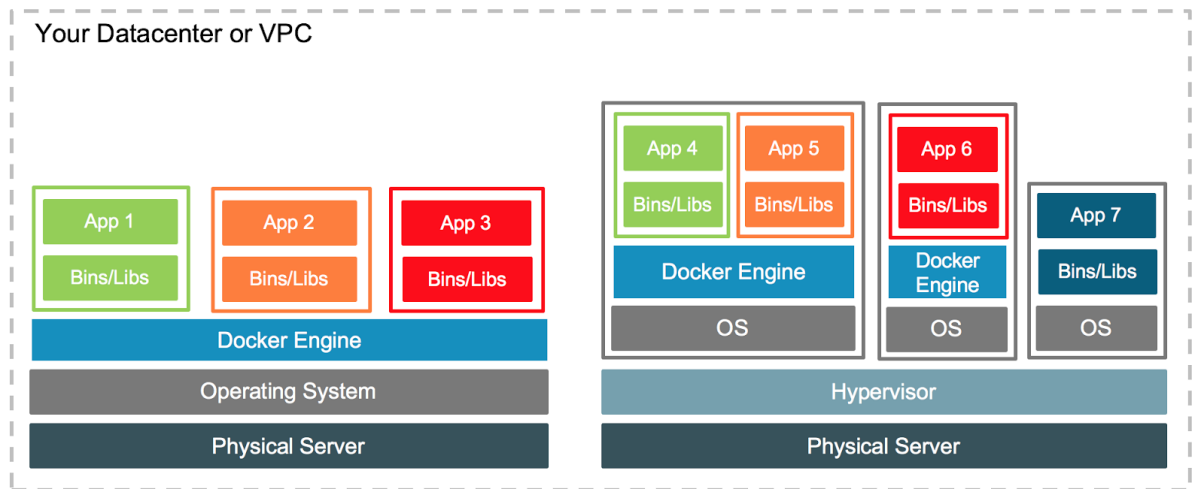 Your Datacenter or VPC
App 1
Bins/Libs
App 2
Bins/Libs
App 3
Bins/Libs
Docker Engine
Operating System
Physical Server
App 4
Bins/Libs
App 5
Bins/Libs
Docker Engine
OS
App 6
Bins/Libs
Docker
Engine
OS
App 7
Bins/Libs
OS
Hypervisor
Physical Server